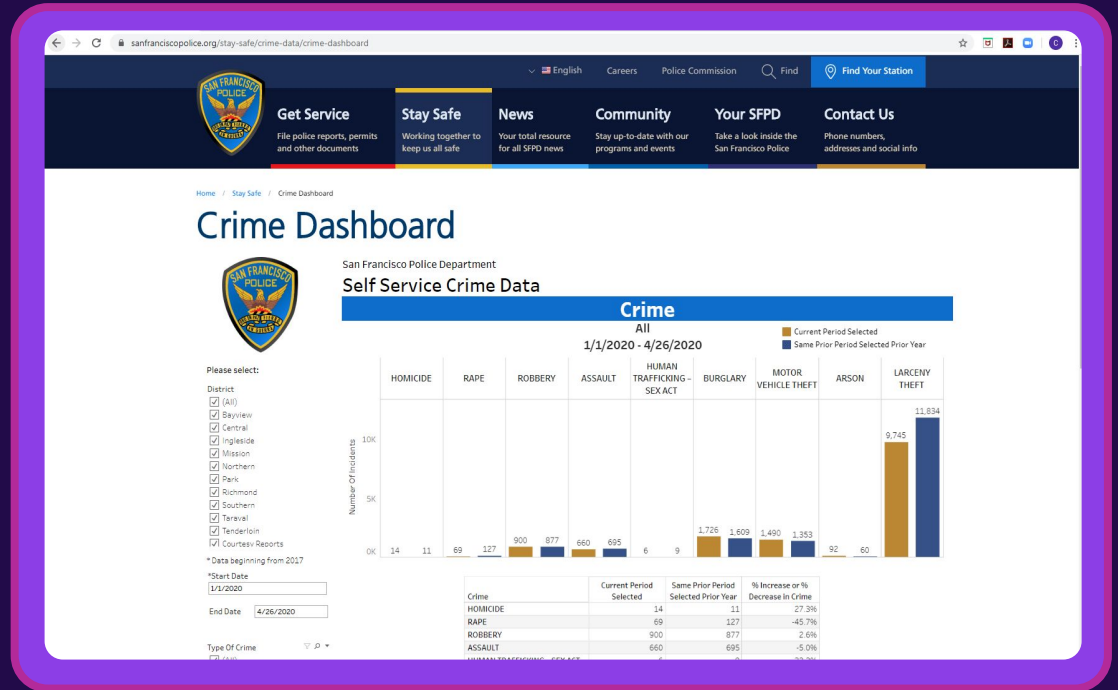 sanfranciscopolice.org/stay-safe/crime-data/crime-dashboard
C
English Careers Police Commission Find Find Your Station
SAN FRANCISCO
POLICE
Get Service Stay Safe News Community Your SFPD Contact Us
File police reports, permits Working together to Your total resource Stay up-to-date with our Take a look inside the Phone numbers,
and other documents keep us all safe for all SFPD news programs and events San Francisco Police addresses and social info
Home / Stay Safe / Crime Dashboard
Crime Dashboard
SAN FRANCISCO
POLICE
San Francisco Police Department
Self Service Crime Data
Crime
All
1/1/2020 - 4/26/2020
Current Period Selected
Same Prior Period Selected Prior Year
Please select:
District
(All)
Bayview
Central
Ingleside
Mission
Northern
Park
Richmond
Southern
Taraval
Tenderloin
Courtesy Reports
* Data beginning from 2017
*Start Date
1/1/2020
End Date 4/26/2020
Type Of Crime
(All)
HOMICIDE RAPE ROBBERY ASSAULT HUMAN TRAFFICKING – SEX ACT BURGLARY MOTOR VEHICLE THEFT ARSON LARCENY THEFT
Number Of Incidents
10K
5K
0K
14 11 69 127 900 877 660 695 6 9 1,726 1,609 1,490 1,353 92 60 9,745 11,834
Crime Current Period Selected Same Prior Period Selected Prior Year % Increase or % Decrease in Crime
HOMICIDE 14 11 27.3%
RAPE 69 127 -45.7%
ROBBERY 900 877 2.6%
ASSAULT 660 695 -5.0%
HUMAN TRAFFICKING – SEX ACT